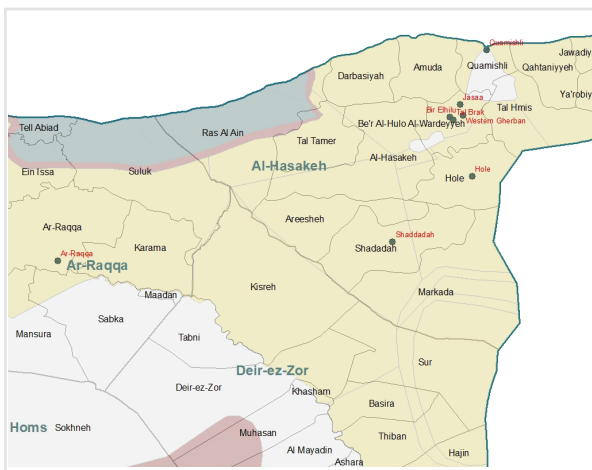 Quamishli
Jawadiy
Amuda
Quamishli
Qahtaniyyeh
Darbasiyah
Ya'robiy
Jasaa
Tal Hmis
Bir Elhilu
Tal Brak
Western Gherban
Be'r Al-Hulo Al-Wardeyyeh
Tell Abiad
Ras Al Ain
Tal Tamer
Al-Hasakeh
Al-Hasakeh
Ein Issa
Suluk
Hole
Hole
Areesheh
Ar-Raqqa
Shaddadah
Karama
Shadadah
Ar-Raqqa
Ar-Raqqa
Kisreh
Markada
Maadan
Sabka
Mansura
Tabni
Sur
Deir-ez-Zor
Deir-ez-Zor
Khasham
Basira
Homs
Sokhneh
Muhasan
Thiban
Al Mayadin
Hajin
Ashara